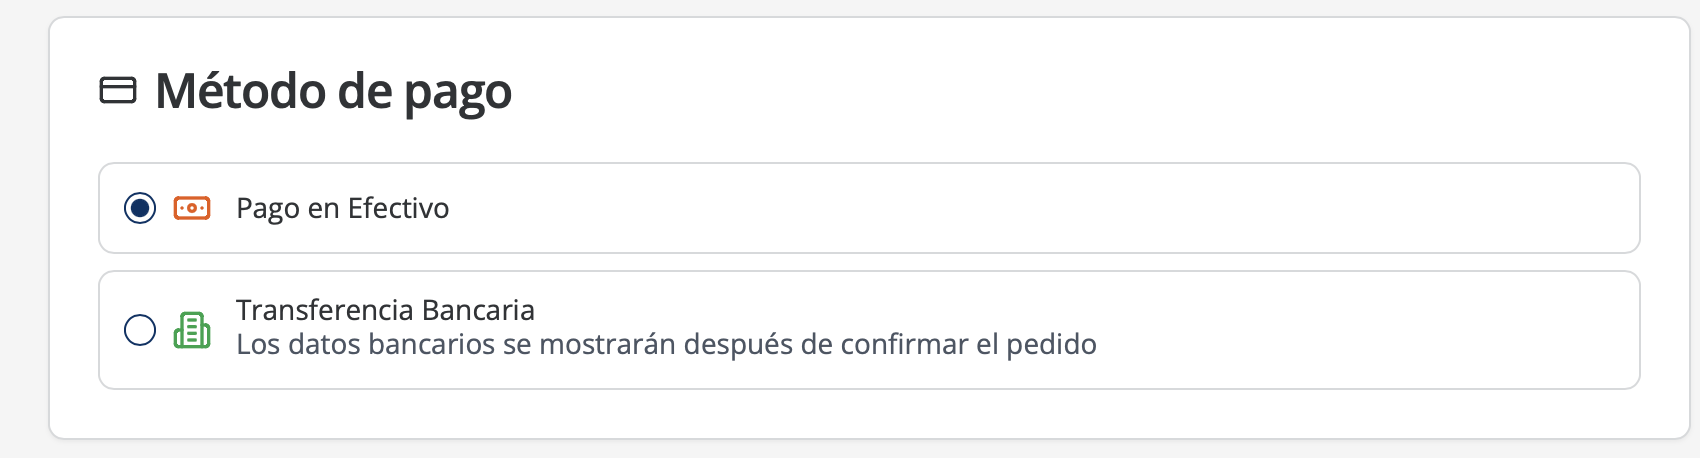 Método de pago
Pago en Efectivo
Transferencia Bancaria
Los datos bancarios se mostrarán después de confirmar el pedido